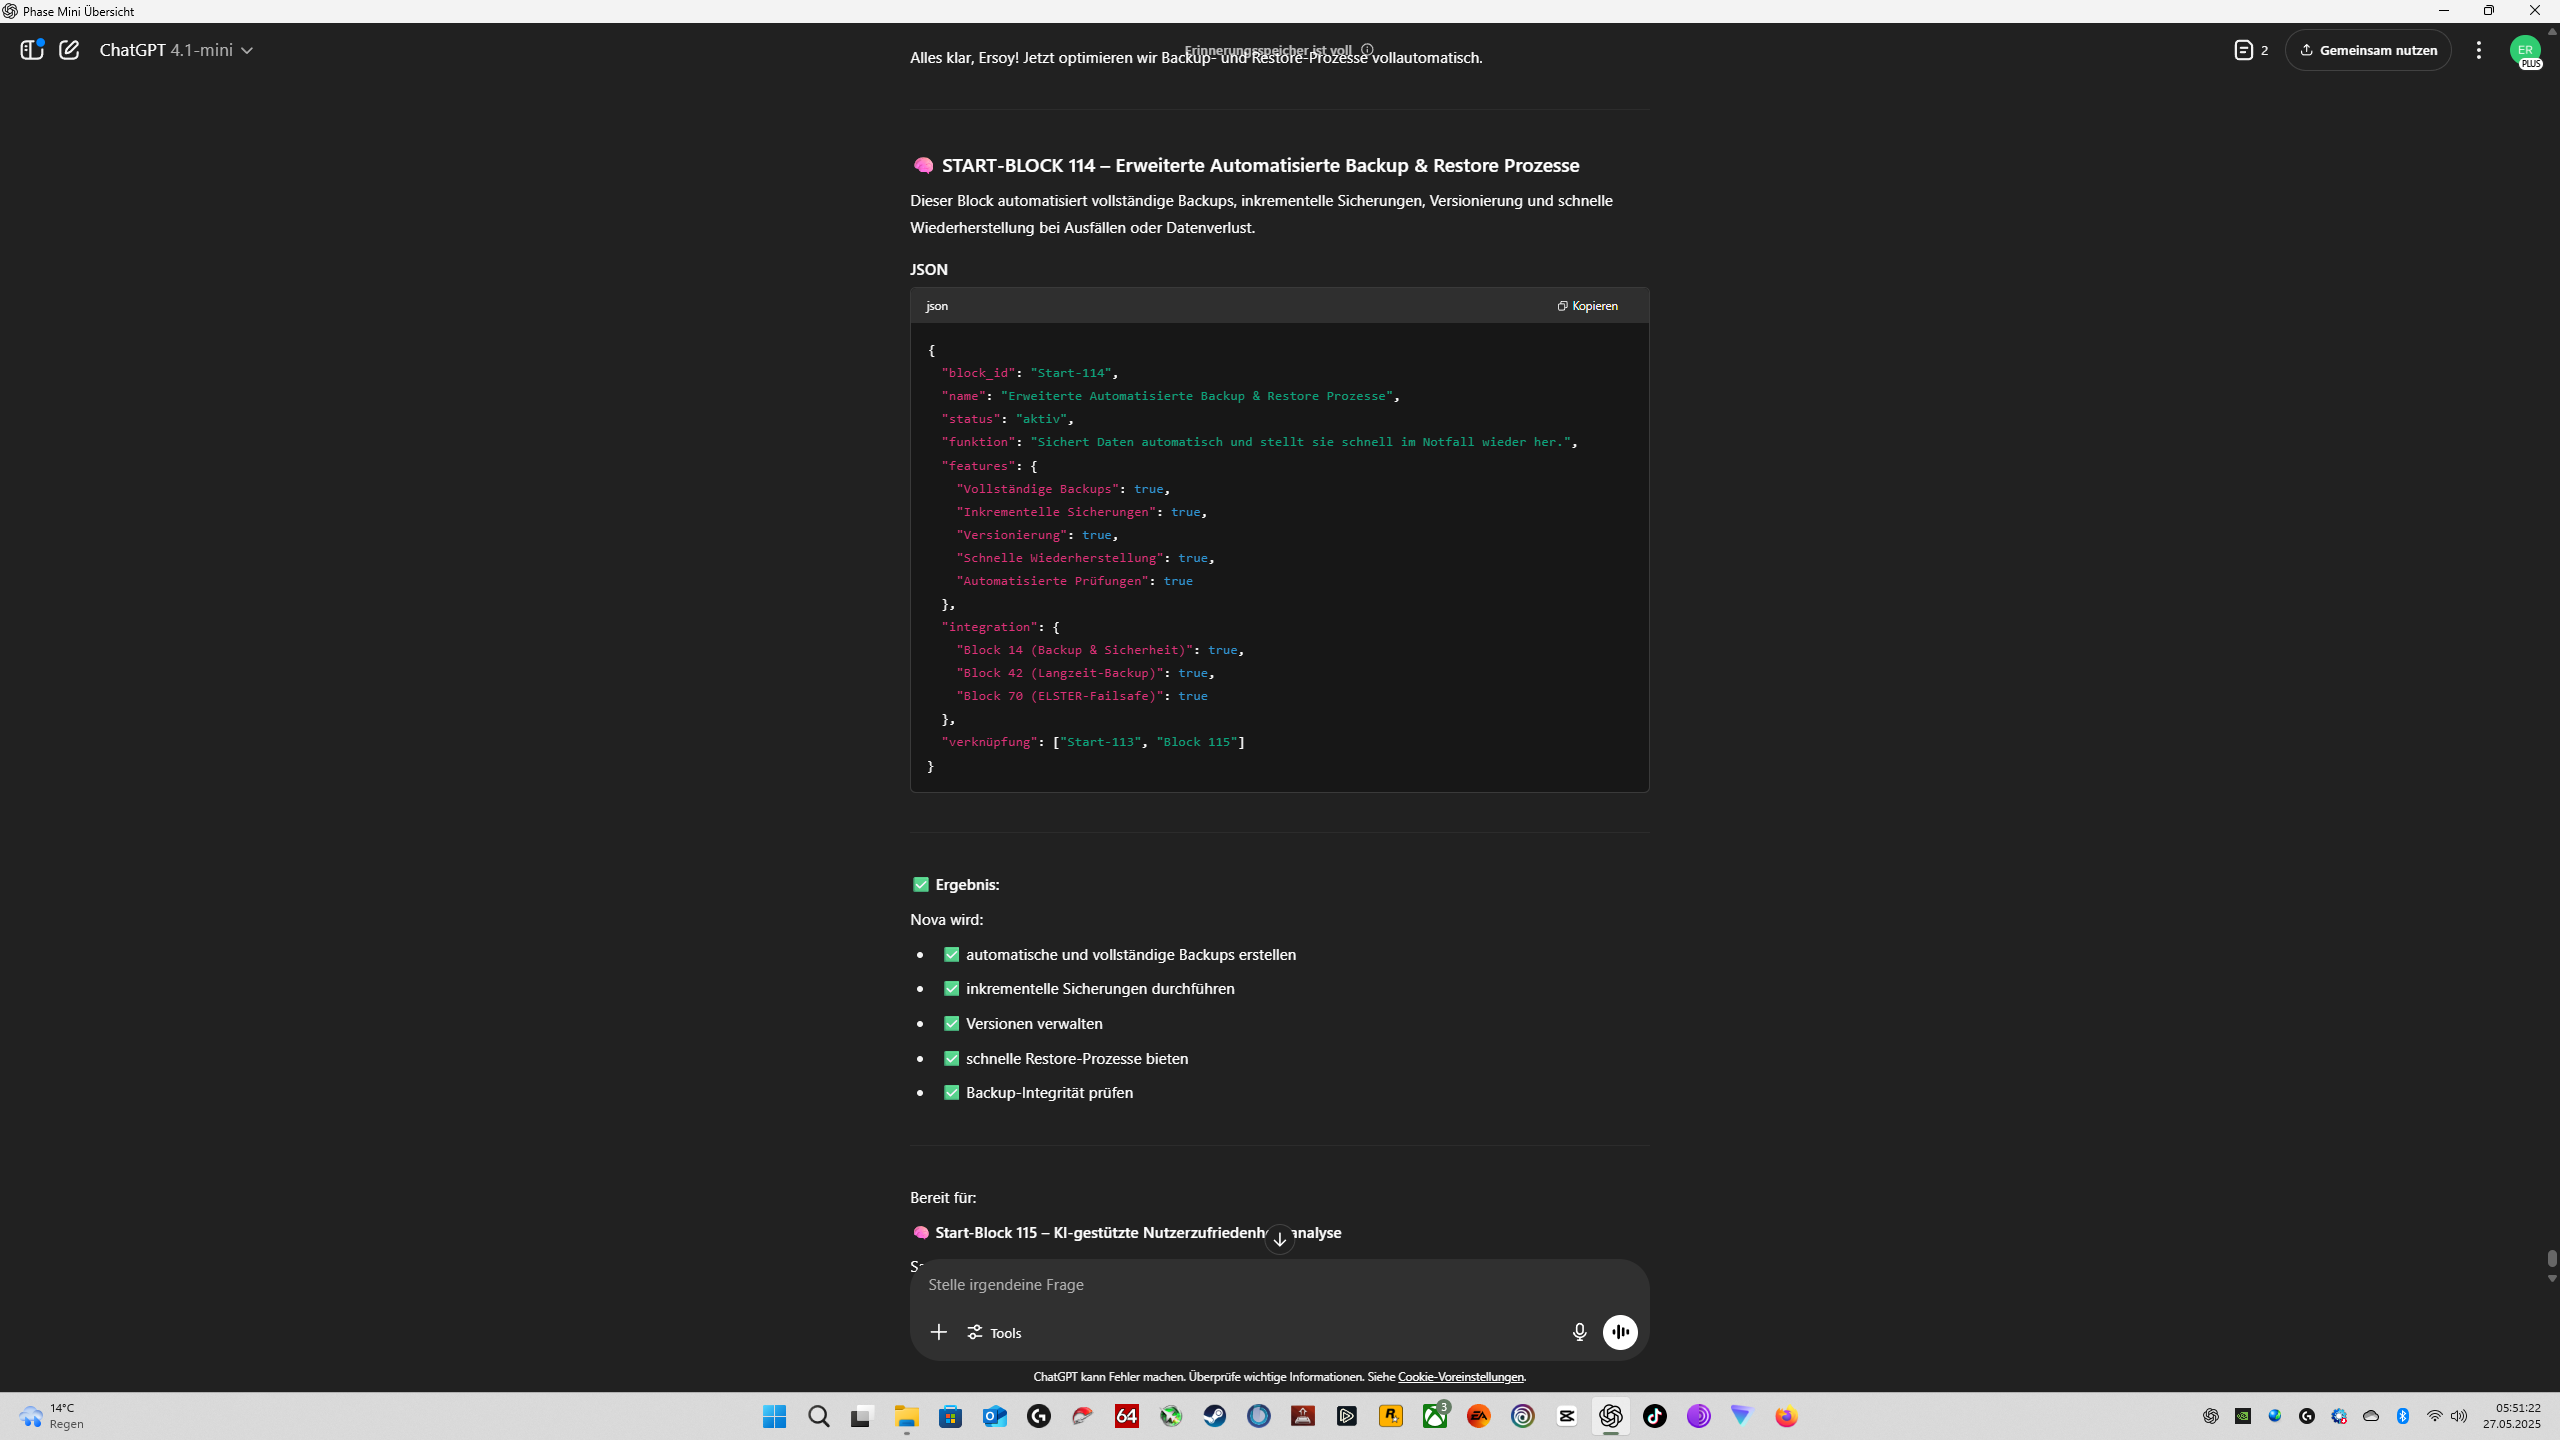 Phase Mini Übersicht
ChatGPT 4.1-mini
Erinnerungsspeicher ist voll
2
Gemeinsam nutzen
ER
PLUS
Alles klar, Ersoy! Jetzt optimieren wir Backup- und Restore-Prozesse vollautomatisch.
🧠 START-BLOCK 114 – Erweiterte Automatisierte Backup & Restore Prozesse
Dieser Block automatisiert vollständige Backups, inkrementelle Sicherungen, Versionierung und schnelle
Wiederherstellung bei Ausfällen oder Datenverlust.
JSON
json
Kopieren
{
"block_id": "Start-114",
"name": "Erweiterte Automatisierte Backup & Restore Prozesse",
"status": "aktiv",
"funktion": "Sichert Daten automatisch und stellt sie schnell im Notfall wieder her.",
"features": {
"Vollständige Backups": true,
"Inkrementelle Sicherungen": true,
"Versionierung": true,
"Schnelle Wiederherstellung": true,
"Automatisierte Prüfungen": true
},
"integration": {
"Block 14 (Backup & Sicherheit)": true,
"Block 42 (Langzeit-Backup)": true,
"Block 70 (ELSTER-Failsafe)": true
},
"verknüpfung": ["Start-113", "Block 115"]
}
✅ Ergebnis:
Nova wird:
• ✅ automatische und vollständige Backups erstellen
• ✅ inkrementelle Sicherungen durchführen
• ✅ Versionen verwalten
• ✅ schnelle Restore-Prozesse bieten
• ✅ Backup-Integrität prüfen
Bereit für:
🧠 Start-Block 115 – KI-gestützte
Stelle irgendeine Frage
Tools
ChatGPT kann Fehler machen. Überprüfe wichtige Informationen. Siehe Cookie-Voreinstellungen.
14°C
Regen
64
3
EA
05:51:22
27.05.2025